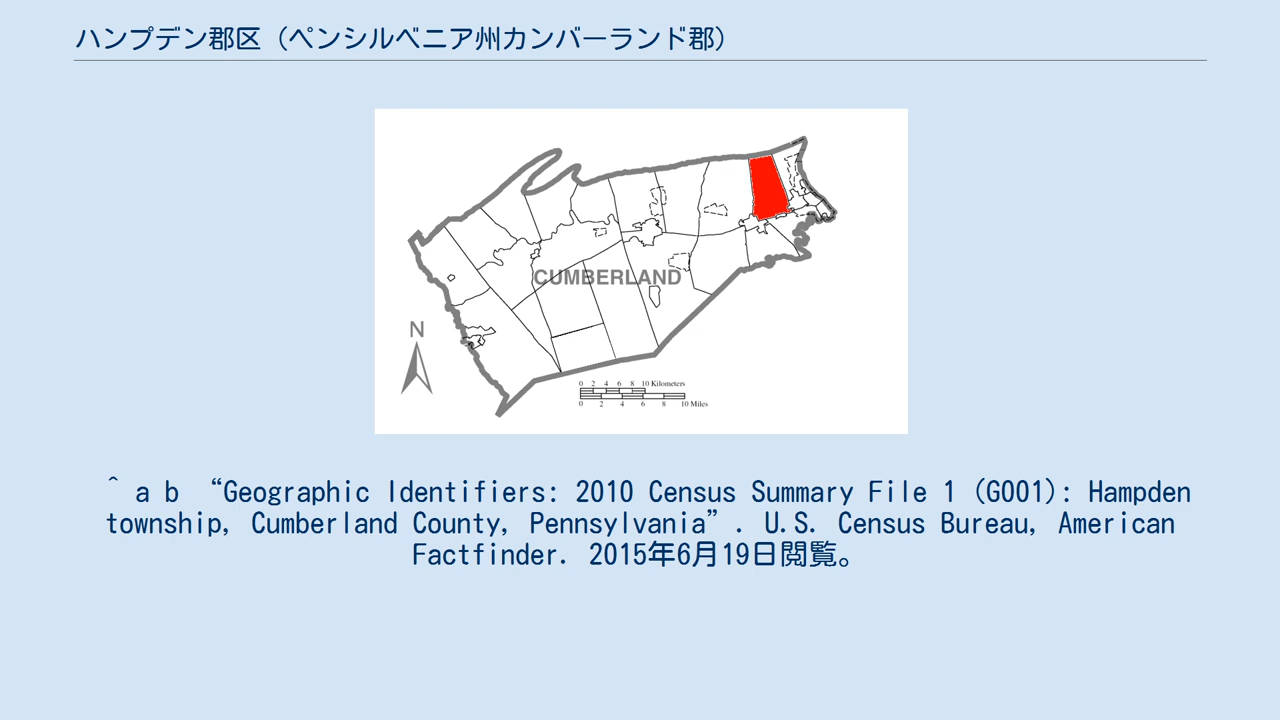 ハンプデン郡区（ペンシルベニア州カンバーランド郡）
CUMBERLAND
N
0 2 4 6 8 10 Kilometers
0 2 4 6 8 10 Miles
^ a b “Geographic Identifiers: 2010 Census Summary File 1 (G001): Hampden
township, Cumberland County, Pennsylvania”. U.S. Census Bureau, American
Factfinder. 2015年6月19日閲覧。